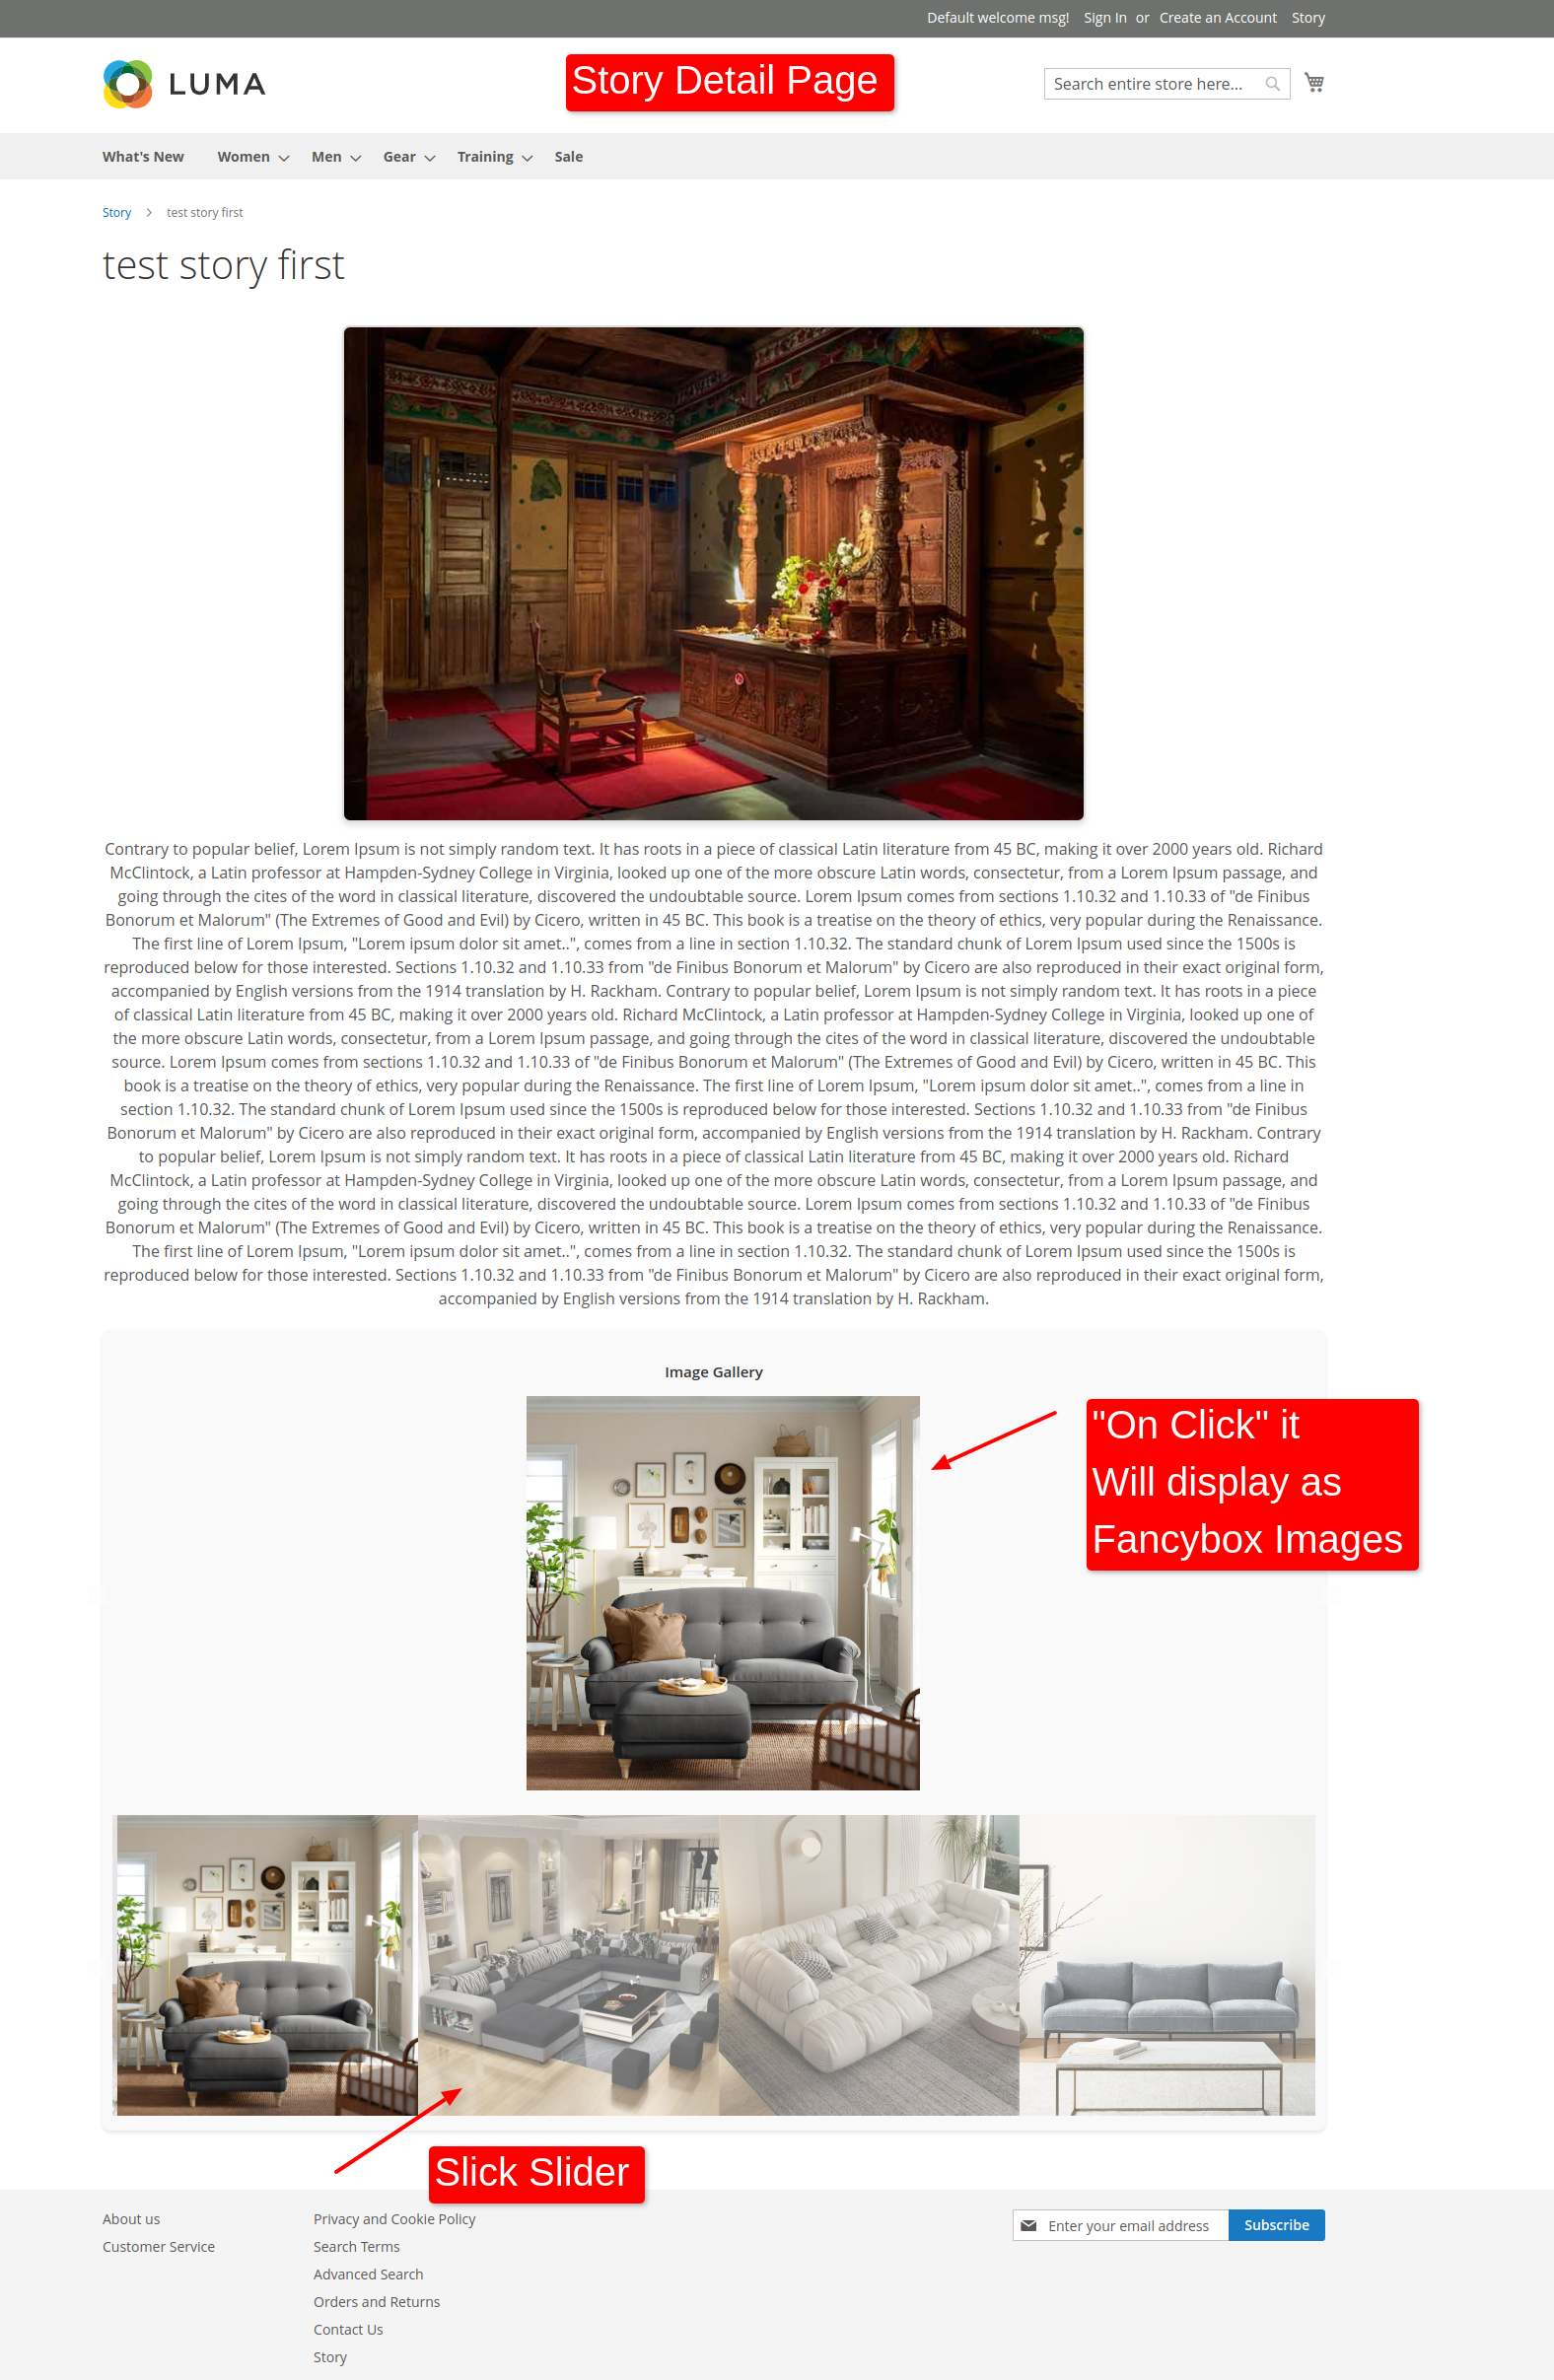 Default welcome msg! Sign In or Create an Account Story
LUMA
Story Detail Page
Search entire store here...
What's New Women Men Gear Training Sale
Story > test story first
test story first
Contrary to popular belief, Lorem Ipsum is not simply random text. It has roots in a piece of classical Latin literature from 45 BC, making it over 2000 years old. Richard
McClintock, a Latin professor at Hampden-Sydney College in Virginia, looked up one of the more obscure Latin words, consectetur, from a Lorem Ipsum passage, and
going through the cites of the word in classical literature, discovered the undoubtable source. Lorem Ipsum comes from sections 1.10.32 and 1.10.33 of "de Finibus
Bonorum et Malorum" (The Extremes of Good and Evil) by Cicero, written in 45 BC. This book is a treatise on the theory of ethics, very popular during the Renaissance.
The first line of Lorem Ipsum, "Lorem ipsum dolor sit amet..", comes from a line in section 1.10.32. The standard chunk of Lorem Ipsum used since the 1500s is
reproduced below for those interested. Sections 1.10.32 and 1.10.33 from "de Finibus Bonorum et Malorum" by Cicero are also reproduced in their exact original form,
accompanied by English versions from the 1914 translation by H. Rackham. Contrary to popular belief, Lorem Ipsum is not simply random text. It has roots in a piece
of classical Latin literature from 45 BC, making it over 2000 years old. Richard McClintock, a Latin professor at Hampden-Sydney College in Virginia, looked up one of
the more obscure Latin words, consectetur, from a Lorem Ipsum passage, and going through the cites of the word in classical literature, discovered the undoubtable
source. Lorem Ipsum comes from sections 1.10.32 and 1.10.33 of "de Finibus Bonorum et Malorum" (The Extremes of Good and Evil) by Cicero, written in 45 BC. This
book is a treatise on the theory of ethics, very popular during the Renaissance. The first line of Lorem Ipsum, "Lorem ipsum dolor sit amet..", comes from a line in
section 1.10.32. The standard chunk of Lorem Ipsum used since the 1500s is reproduced below for those interested. Sections 1.10.32 and 1.10.33 from "de Finibus
Bonorum et Malorum" by Cicero are also reproduced in their exact original form, accompanied by English versions from the 1914 translation by H. Rackham. Contrary
to popular belief, Lorem Ipsum is not simply random text. It has roots in a piece of classical Latin literature from 45 BC, making it over 2000 years old. Richard
McClintock, a Latin professor at Hampden-Sydney College in Virginia, looked up one of the more obscure Latin words, consectetur, from a Lorem Ipsum passage, and
going through the cites of the word in classical literature, discovered the undoubtable source. Lorem Ipsum comes from sections 1.10.32 and 1.10.33 of "de Finibus
Bonorum et Malorum" (The Extremes of Good and Evil) by Cicero, written in 45 BC. This book is a treatise on the theory of ethics, very popular during the Renaissance.
The first line of Lorem Ipsum, "Lorem ipsum dolor sit amet..", comes from a line in section 1.10.32. The standard chunk of Lorem Ipsum used since the 1500s is
reproduced below for those interested. Sections 1.10.32 and 1.10.33 from "de Finibus Bonorum et Malorum" by Cicero are also reproduced in their exact original form,
accompanied by English versions from the 1914 translation by H. Rackham.
Image Gallery
"On Click" it
Will display as
Fancybox Images
Slick Slider
About us
Customer Service
Privacy and Cookie Policy
Search Terms
Advanced Search
Orders and Returns
Contact Us
Story
Enter your email address Subscribe